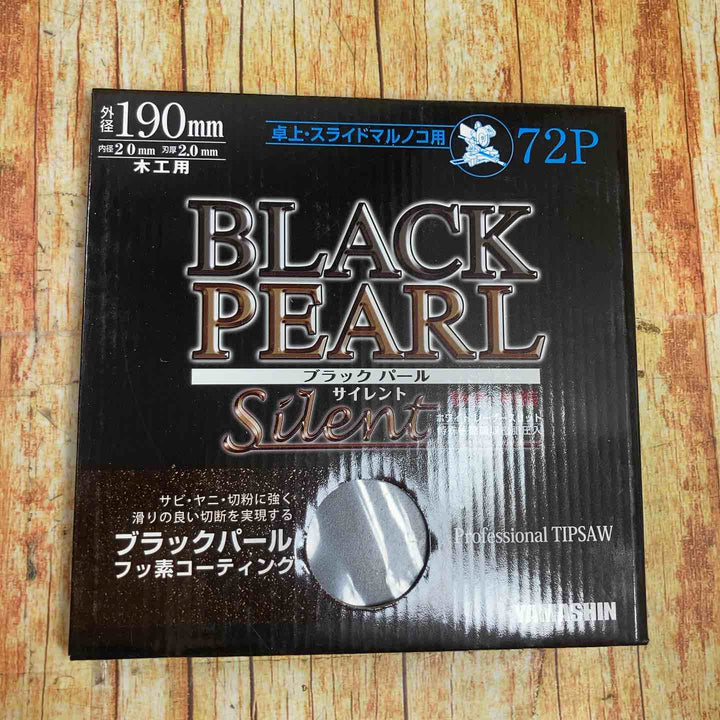 外径190mm
内径20mm 刃厚2.0mm
木工用
卓上・スライドマルノコ用 72P
BLACK
PEARL
ブラック パール
サイレント
Silent
サビ・ヤニ・切粉に強く
滑りの良い切断を実現する
ブラックパール
フッ素コーティング
Professional TIPSAW
YAMASHIN